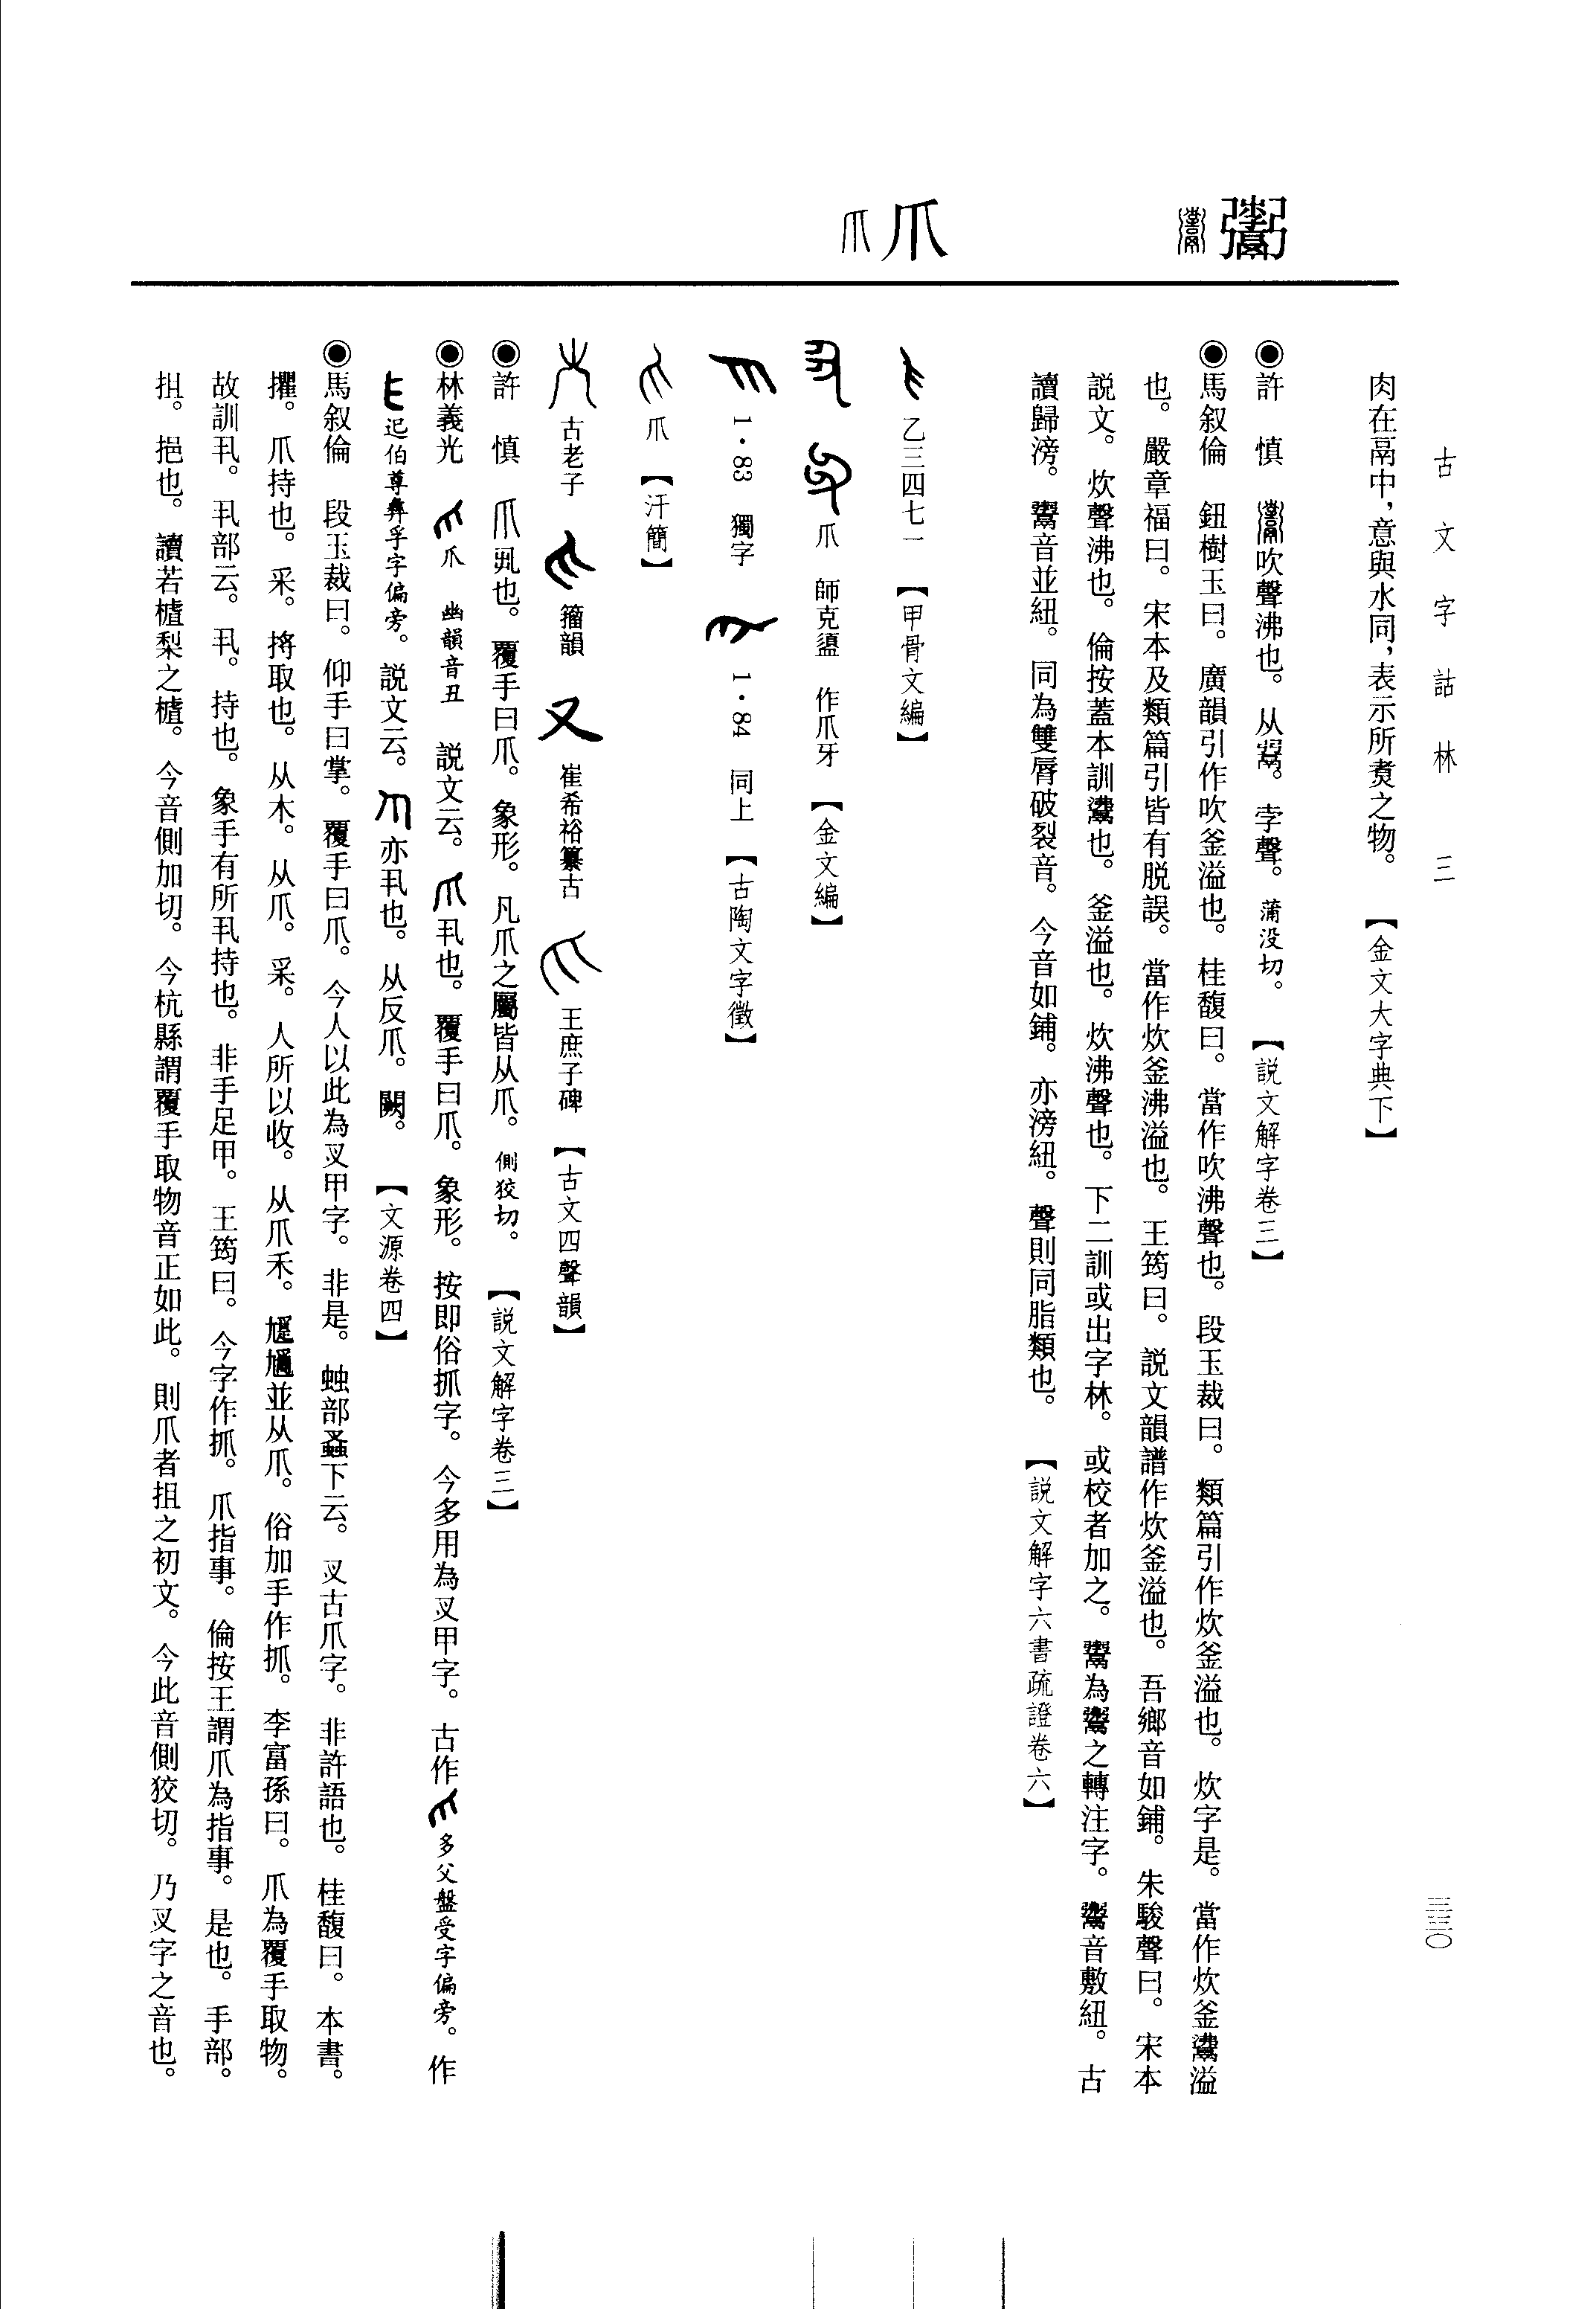 古文字詁林 三
三三〇
爪
肉在鬲中，意與水同，表示所煑之物。 【金文大字典下】
◉許 慎 吹聲沸也。从䰜。孛聲。蒲没切。 【説文解字卷三】
◉馬叙倫 鈕樹玉曰。廣韻引作吹釜溢也。桂馥曰。當作吹沸聲也。段玉裁曰。類篇引作炊釜溢也。炊字是。當作炊釜鬻溢
也。嚴章福曰。宋本及類篇引皆有脱誤。當作炊釜沸溢也。王筠曰。説文韻譜作炊釜溢也。吾鄉音如鋪。朱駿聲曰。宋本
説文。炊聲沸也。倫按蓋本訓也。釜溢也。炊沸聲也。下二訓或出字林。或校者加之。為之轉注字。音敷紐。古
讀歸滂。音並紐。同為雙脣破裂音。今音如鋪。亦滂紐。聲則同脂類也。 【説文解字六書疏證卷六】
乙三四七一 【甲骨文編】
爪 師克盨 作爪牙 【金文編】
1·83 獨字 1·84 同上 【古陶文字徵】
爪 【汗簡】
古老子 籀韻 崔希裕纂古 王庶子碑 【古文四聲韻】
◉許 慎 爪丮也。覆手曰爪。象形。凡爪之屬皆从爪。側狡切。 【説文解字卷三】
◉林義光 爪 幽韻音丑 説文云。爪丮也。覆手曰爪。象形。按即俗抓字。今多用為叉甲字。古作 多父盤受字偏旁。作
伯尊彝孚字偏旁。説文云。亦丮也。从反爪。闕。 【文源卷四】
◉馬叙倫 段玉裁曰。仰手曰掌。覆手曰爪。今人以此為叉甲字。非是。䖵部蝨下云。叉古爪字。非許語也。桂馥曰。本書。
攫。爪持也。采。捋取也。从木。从爪。采。人所以收。从爪禾。並从爪。俗加手作抓。李富孫曰。爪為覆手取物。
故訓丮。丮部云。丮。持也。象手有所丮持也。非手足甲。王筠曰。今字作抓。爪指事。倫按王謂爪為指事。是也。手部。
抯。挹也。讀若樝梨之樝。今音側加切。今杭縣謂覆手取物音正如此。則爪者抯之初文。今此音側狡切。乃叉字之音也。